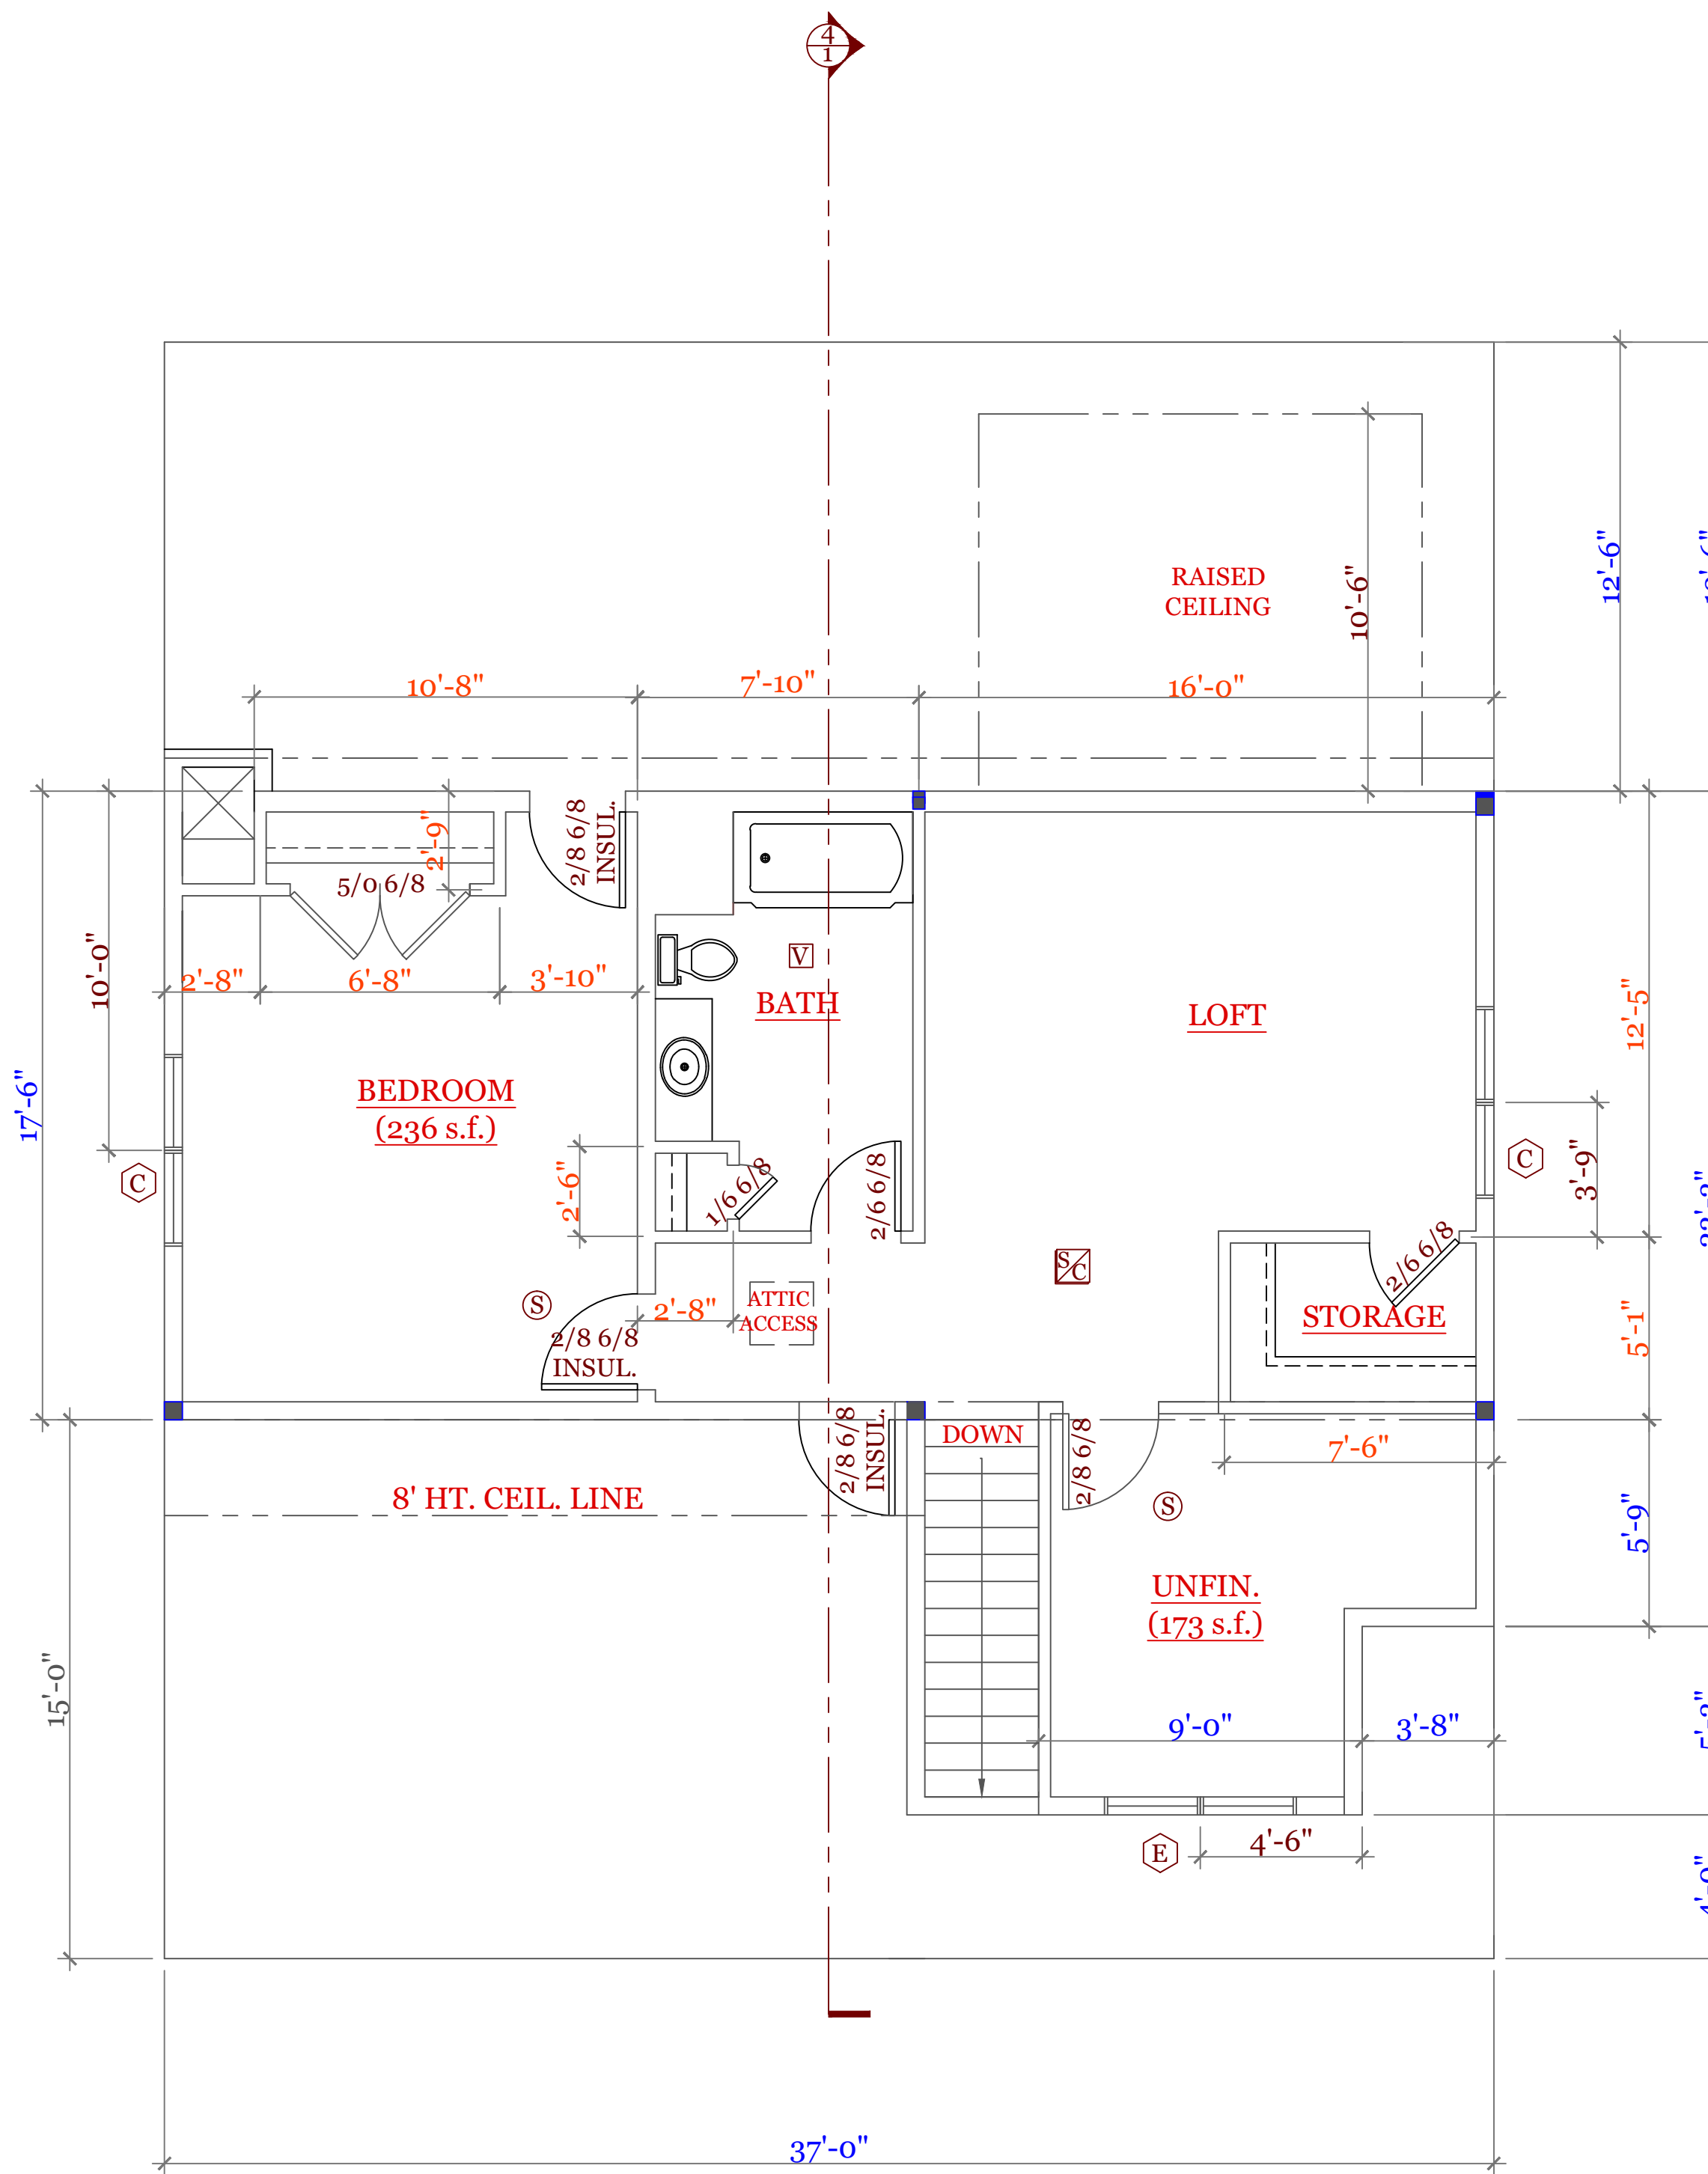 4
1
RAISED
CEILING
12'-6"
10'-6"
10'-8"
7'-10"
16'-0"
2/8 6/8
INSUL.
2'-9"
5/0 6/8
10'-0"
2'-8"
6'-8"
3'-10"
V
BATH
LOFT
12'-5"
17'-6"
BEDROOM
(236 s.f.)
C
2'-6"
1/6 6/8
2/6 6/8
C
3'-9"
S/C
2/6 6/8
S
2'-8"
ATTIC
ACCESS
STORAGE
5'-1"
2/8 6/8
INSUL.
2/8 6/8
INSUL.
DOWN
2/8 6/8
7'-6"
8' HT. CEIL. LINE
S
5'-9"
UNFIN.
(173 s.f.)
15'-0"
9'-0"
3'-8"
E
4'-6"
37'-0"